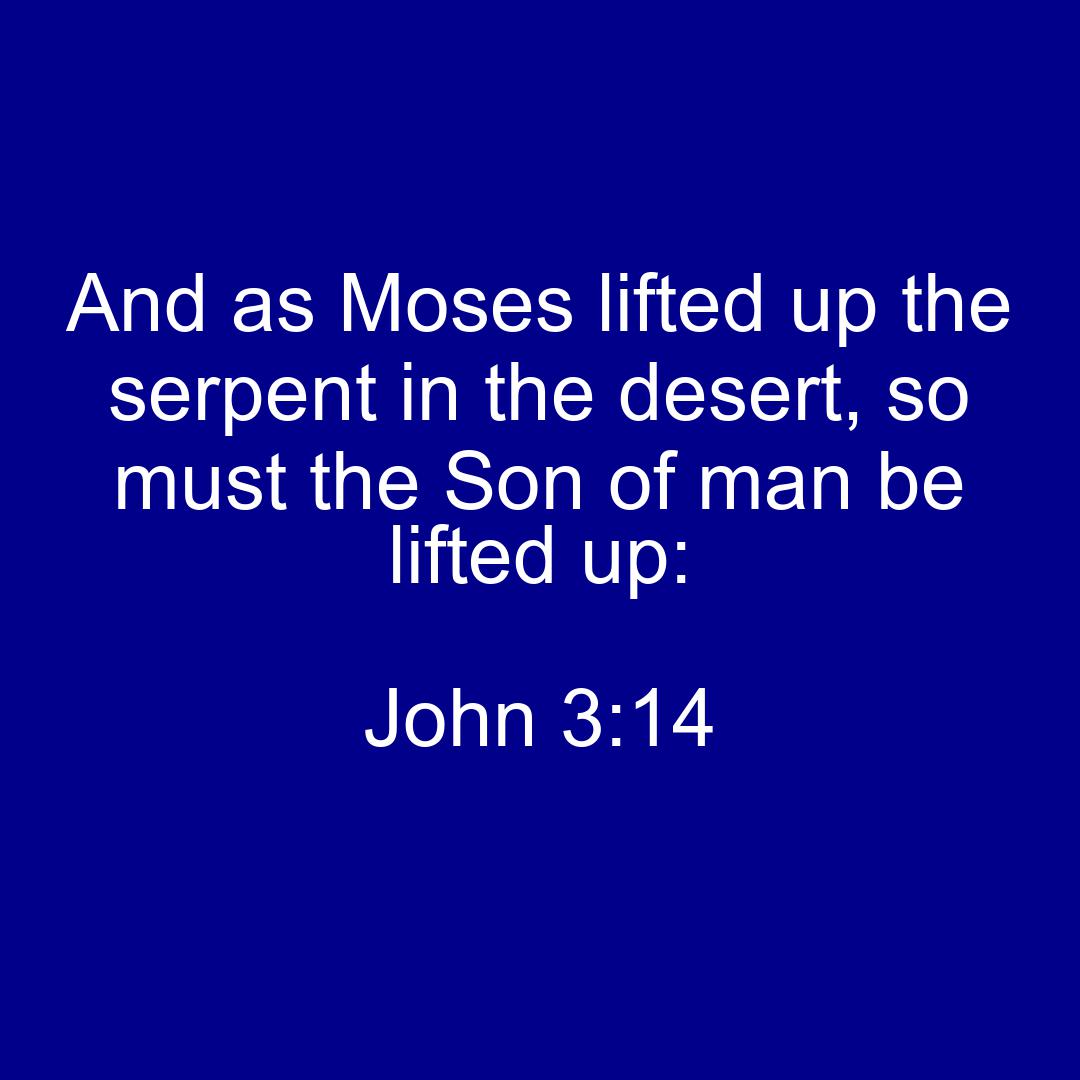 And as Moses lifted up the
serpent in the desert, so
must the Son of man be
lifted up:
John 3:14